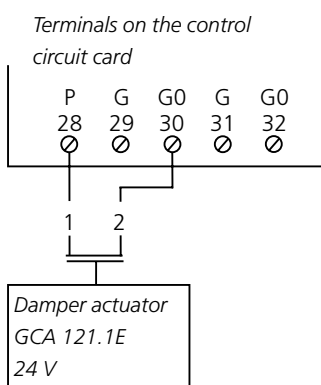 Terminals on the control
circuit card
P G G0 G G0
28 29 30 31 32
1 2
Damper actuator
GCA 121.1E
24 V